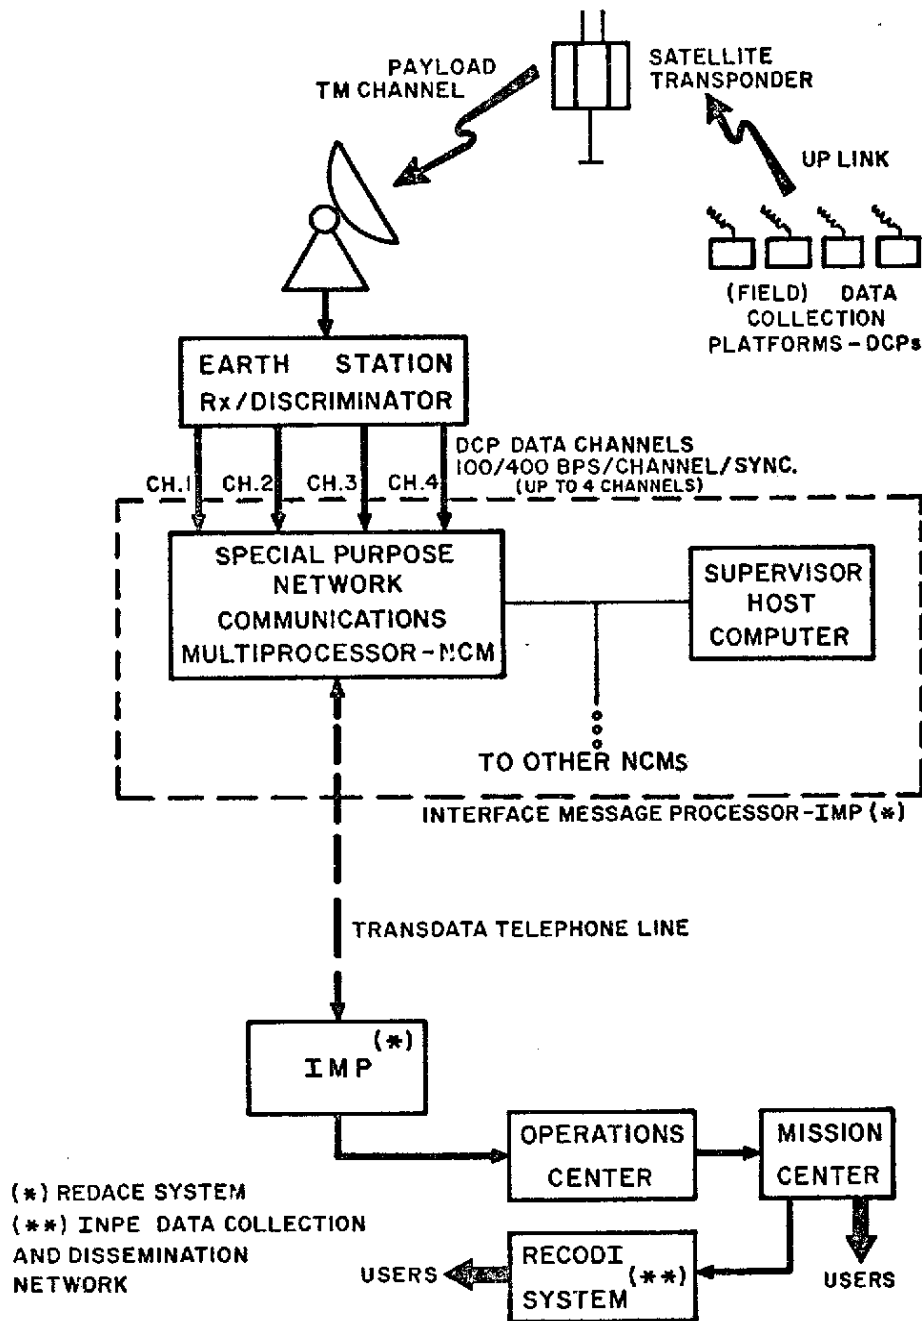 PAYLOAD
TM CHANNEL
SATELLITE
TRANSPONDER
UP LINK
(FIELD) DATA
COLLECTION
PLATFORMS - DCPs
EARTH STATION
Rx/DISCRIMINATOR
DCP DATA CHANNELS
100/400 BPS/CHANNEL/SYNC.
(UP TO 4 CHANNELS)
CH.1 CH.2 CH.3 CH.4
SPECIAL PURPOSE
NETWORK
COMMUNICATIONS
MULTIPROCESSOR-NCM
SUPERVISOR
HOST
COMPUTER
TO OTHER NCMs
INTERFACE MESSAGE PROCESSOR-IMP (*)
TRANSDATA TELEPHONE LINE
IMP (*)
OPERATIONS
CENTER
MISSION
CENTER
(*) REDACE SYSTEM
(**) INPE DATA COLLECTION
AND DISSEMINATION
NETWORK
USERS
RECODI
SYSTEM (**)
USERS